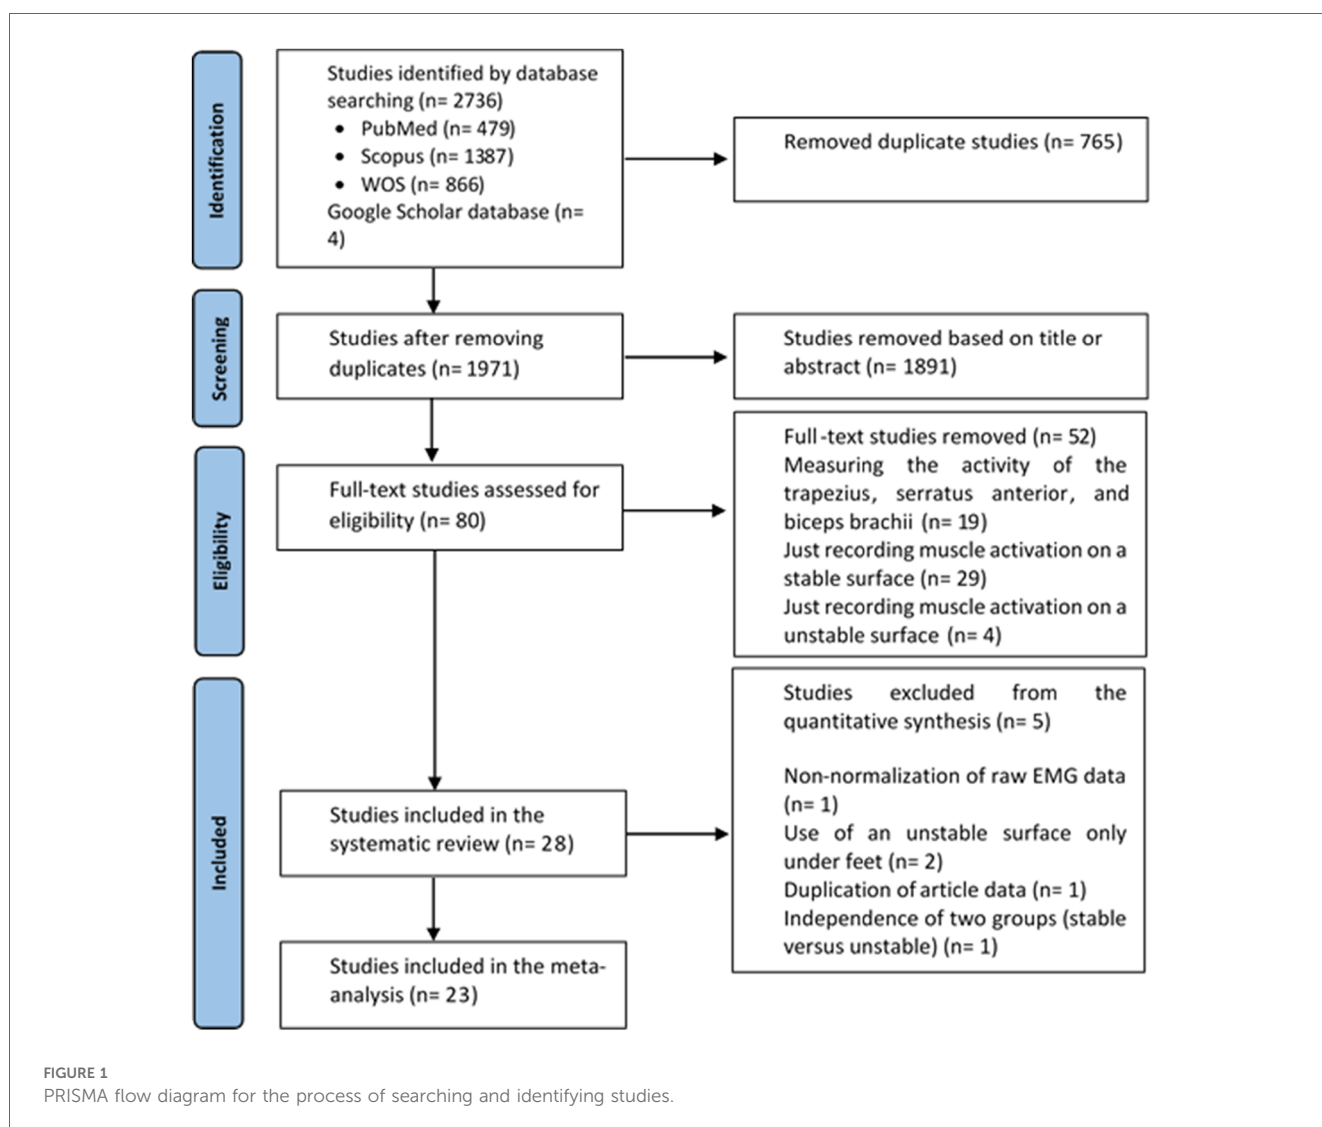 Identification
Studies identified by database
searching (n= 2736)
• PubMed (n= 479)
• Scopus (n= 1387)
• WOS (n= 866)
Google Scholar database (n=
4)
Removed duplicate studies (n= 765)
Screening
Studies after removing
duplicates (n= 1971)
Studies removed based on title or
abstract (n= 1891)
Eligibility
Full-text studies assessed for
eligibility (n= 80)
Full-text studies removed (n= 52)
Measuring the activity of the
trapezius, serratus anterior, and
biceps brachii (n= 19)
Just recording muscle activation on a
stable surface (n= 29)
Just recording muscle activation on a
unstable surface (n= 4)
Included
Studies included in the
systematic review (n= 28)
Studies excluded from the
quantitative synthesis (n= 5)
Non-normalization of raw EMG data
(n= 1)
Use of an unstable surface only
under feet (n= 2)
Duplication of article data (n= 1)
Independence of two groups (stable
versus unstable) (n= 1)
Studies included in the meta-
analysis (n= 23)
FIGURE 1
PRISMA flow diagram for the process of searching and identifying studies.